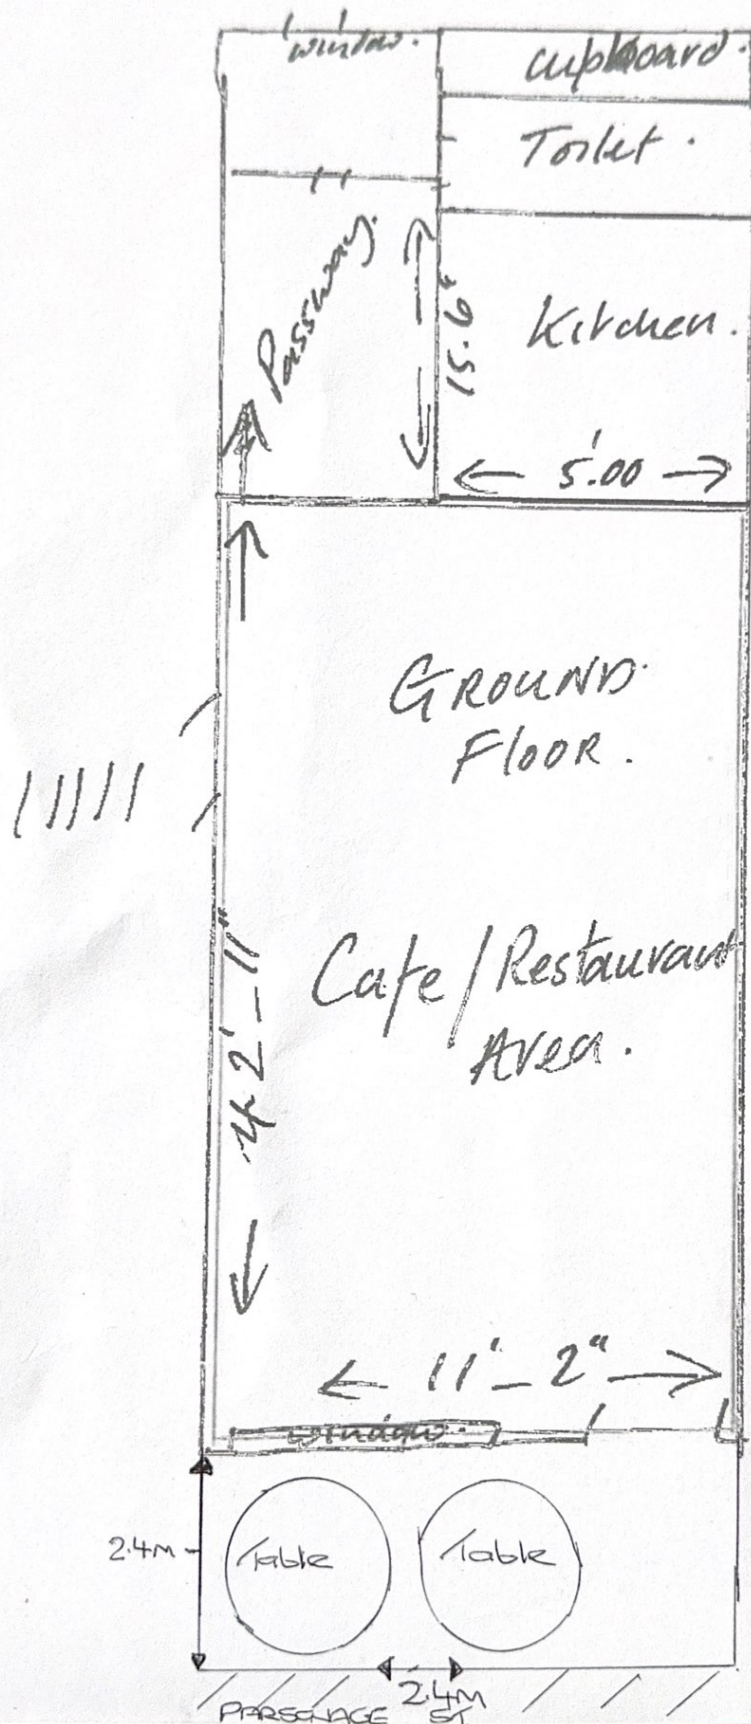 window.
cupboard.
Toilet.
Passway.
15.6"
Kitchen.
5'.00
GROUND
Floor.
Cafe/Restaurant
Area.
42'-11"
11'-2"
window.
2.4M
Table
Table
2.4M
PARSONAGE ST